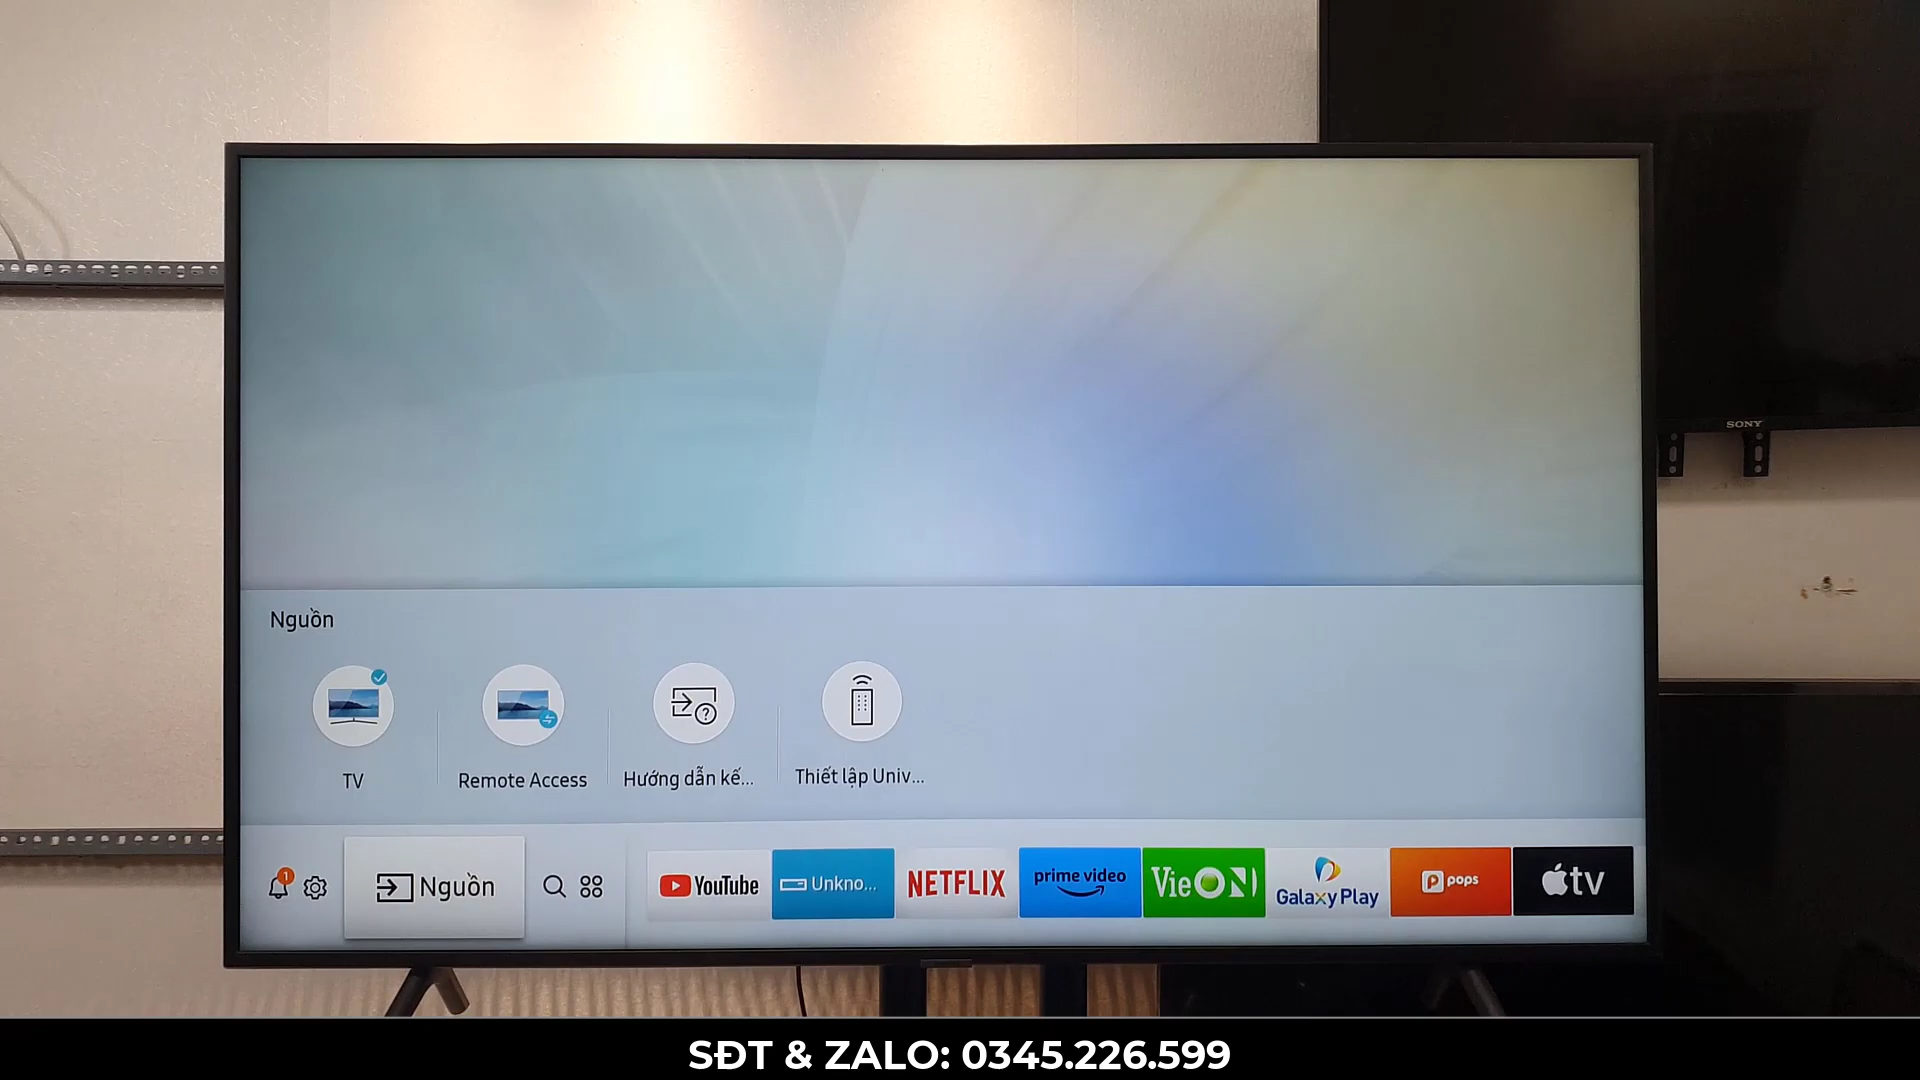 SONY
Nguồn
TV
Remote Access
Hướng dẫn kế...
Thiết lập Univ...
1
Nguồn
YouTube
Unkno...
NETFLIX
prime video
VieON
Galaxy Play
P pops
tv
SĐT & ZALO: 0345.226.599